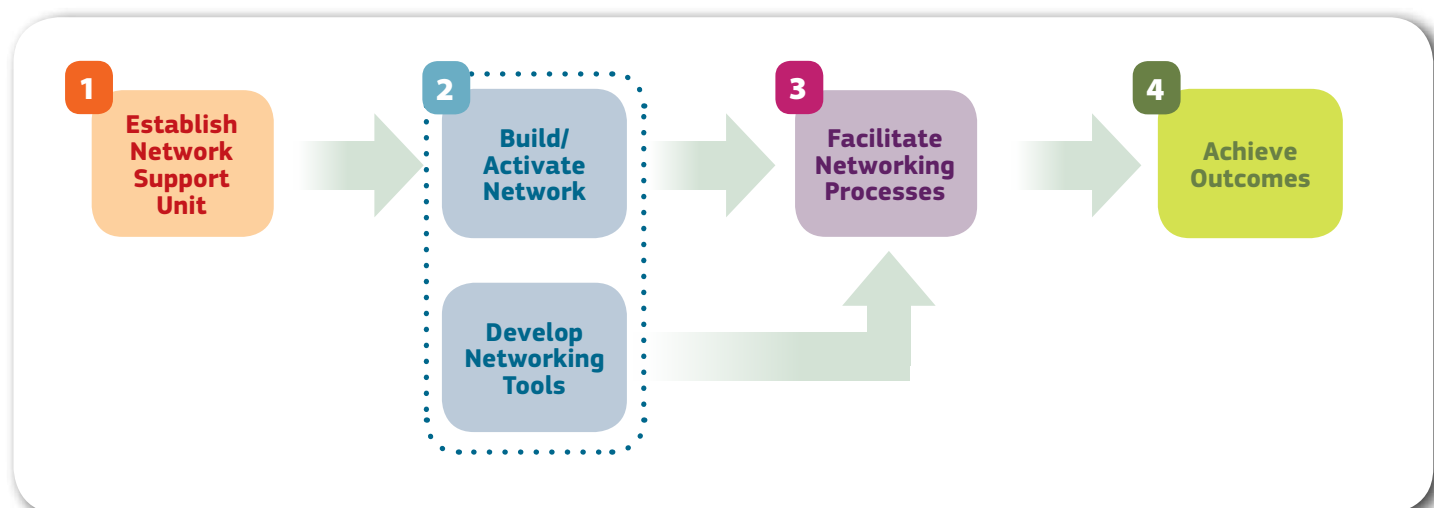 1
Establish
Network
Support
Unit
2
Build/
Activate
Network
Develop
Networking
Tools
3
Facilitate
Networking
Processes
4
Achieve
Outcomes